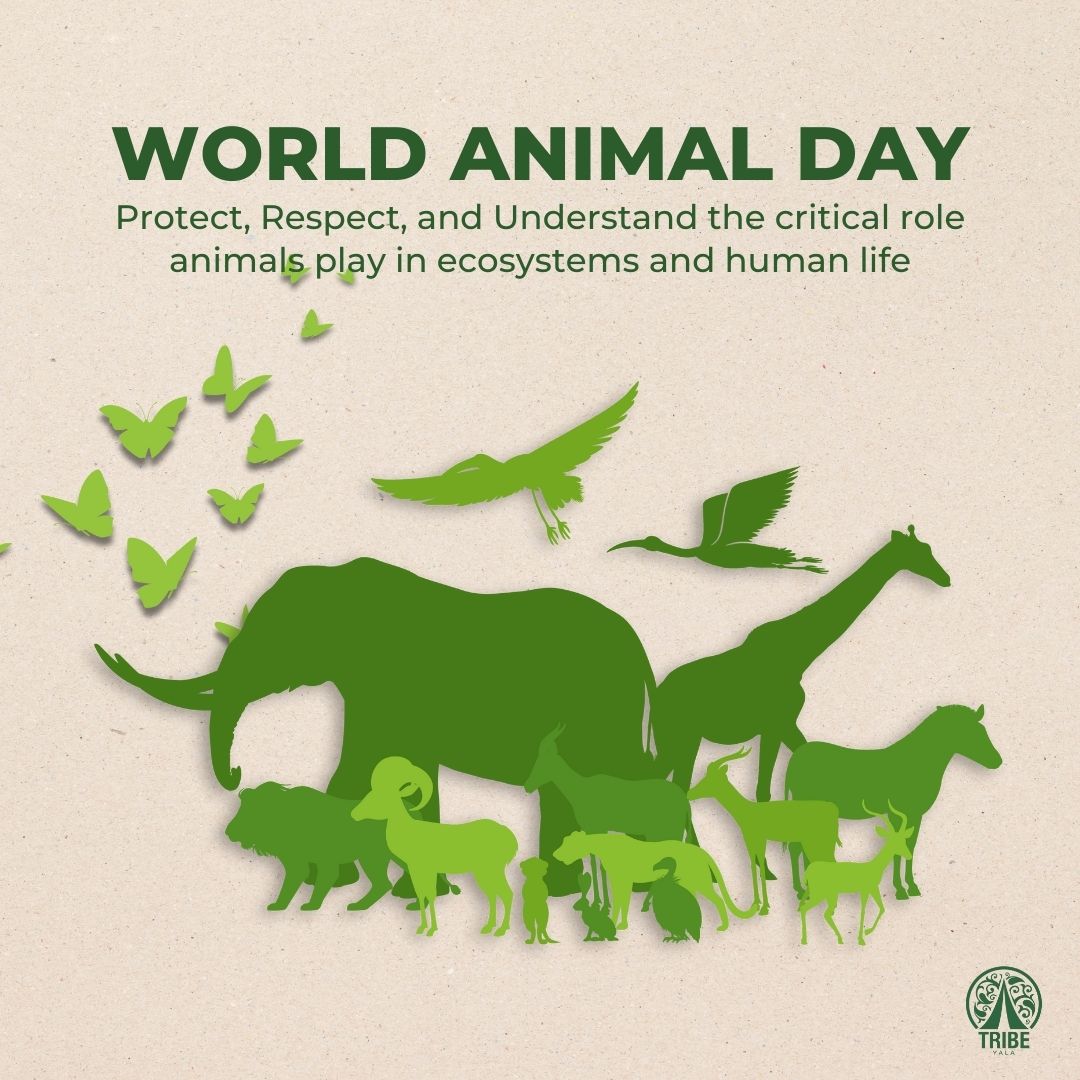 WORLD ANIMAL DAY
Protect, Respect, and Understand the critical role
animals play in ecosystems and human life
TRIBE
YALA